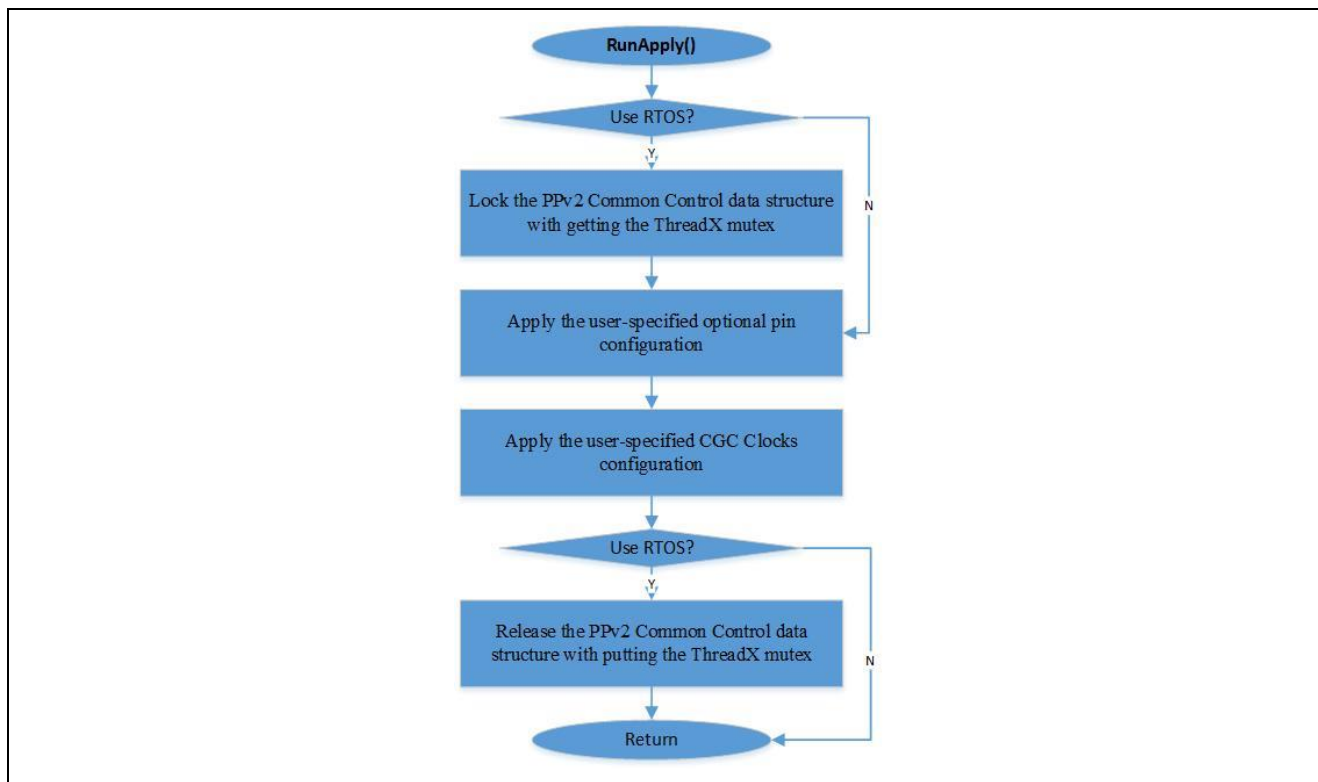 RunApply()
Use RTOS?
Y
N
Lock the PPv2 Common Control data structure
with getting the ThreadX mutex
Apply the user-specified optional pin
configuration
Apply the user-specified CGC Clocks
configuration
Use RTOS?
Y
N
Release the PPv2 Common Control data
structure with putting the ThreadX mutex
Return